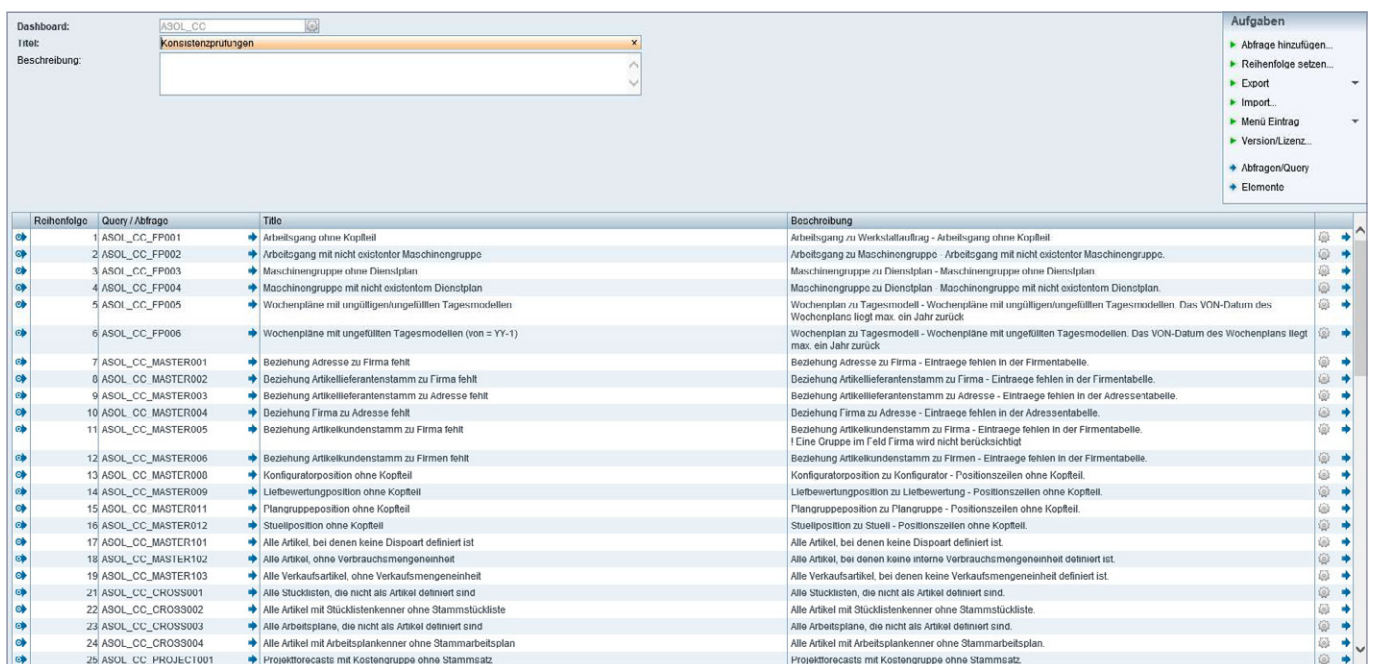 Dashboard: ASOL_CC
Titel: Konsistenzprüfungen
Beschreibung:
Aufgaben
Abfrage hinzufügen...
Reihenfolge setzen...
Export
Import...
Menü Eintrag
Version/Lizenz...
Abfragen/Query
Elemente
Reihenfolge Query / Abfrage Title Beschreibung
1 ASOL_CC_FP001 Arbeitsgang ohne Kopfteil Arbeitsgang zu Werkstattauftrag - Arbeitsgang ohne Kopfteil
2 ASOL_CC_FP002 Arbeitsgang mit nicht existenter Maschinengruppe Arbeitsgang zu Maschinengruppe - Arbeitsgang mit nicht existenter Maschinengruppe.
3 ASOL_CC_FP003 Maschinengruppe ohne Dienstplan Maschinengruppe zu Dienstplan - Maschinengruppe ohne Dienstplan
4 ASOL_CC_FP004 Maschinengruppe mit nicht existentem Dienstplan Maschinengruppe zu Dienstplan - Maschinengruppe mit nicht existentem Dienstplan.
5 ASOL_CC_FP005 Wochenpläne mit ungültigen/ungefüllten Tagesmodellen Wochenplan zu Tagesmodell - Wochenpläne mit ungültigen/ungefüllten Tagesmodellen. Das VON-Datum des
Wochenplans liegt max. ein Jahr zurück
6 ASOL_CC_FP006 Wochenpläne mit ungefüllten Tagesmodellen (von = YY-1) Wochenplan zu Tagesmodell - Wochenpläne mit ungefüllten Tagesmodellen. Das VON-Datum des Wochenplans liegt
max. ein Jahr zurück
7 ASOL_CC_MASTER001 Beziehung Adresse zu Firma fehlt Beziehung Adresse zu Firma - Eintraege fehlen in der Firmentabelle.
8 ASOL_CC_MASTER002 Beziehung Artikellieferantenstamm zu Firma fehlt Beziehung Artikellieferantenstamm zu Firma - Eintraege fehlen in der Firmentabelle.
9 ASOL_CC_MASTER003 Beziehung Artikellieferantenstamm zu Adresse fehlt Beziehung Artikellieferantenstamm zu Adresse - Eintraege fehlen in der Adressentabelle.
10 ASOL_CC_MASTER004 Beziehung Firma zu Adresse fehlt Beziehung Firma zu Adresse - Eintraege fehlen in der Adressentabelle.
11 ASOL_CC_MASTER005 Beziehung Artikelkundenstamm zu Firma fehlt Beziehung Artikelkundenstamm zu Firma - Eintraege fehlen in der Firmentabelle.
! Eine Gruppe im Feld Firma wird nicht berücksichtigt
12 ASOL_CC_MASTER006 Beziehung Artikelkundenstamm zu Firmen fehlt Beziehung Artikelkundenstamm zu Firmen - Eintraege fehlen in der Firmentabelle.
13 ASOL_CC_MASTER008 Konfiguratorposition ohne Kopfteil Konfiguratorposition zu Konfigurator - Positionszeilen ohne Kopfteil.
14 ASOL_CC_MASTER009 Liefbewertungposition ohne Kopfteil Liefbewertungposition zu Liefbewertung - Positionszeilen ohne Kopfteil.
15 ASOL_CC_MASTER011 Plangruppeposition ohne Kopfteil Plangruppeposition zu Plangruppe - Positionszeilen ohne Kopfteil.
16 ASOL_CC_MASTER012 Stuellposition ohne Kopfteil Stuellposition zu Stuell - Positionszeilen ohne Kopfteil.
17 ASOL_CC_MASTER101 Alle Artikel, bei denen keine Dispoart definiert ist Alle Artikel, bei denen keine Dispoart definiert ist.
18 ASOL_CC_MASTER102 Alle Artikel, ohne Verbrauchsmengeneinheit Alle Artikel, bei denen keine interne Verbrauchsmengeneinheit definiert ist.
19 ASOL_CC_MASTER103 Alle Verkaufsartikel, ohne Verkaufsmengeneinheit Alle Verkaufsartikel, bei denen keine Verkaufsmengeneinheit definiert ist.
21 ASOL_CC_CROSS001 Alle Stücklisten, die nicht als Artikel definiert sind Alle Stücklisten, die nicht als Artikel definiert sind.
22 ASOL_CC_CROSS002 Alle Artikel mit Stücklistenkenner ohne Stammstückliste Alle Artikel mit Stücklistenkenner ohne Stammstückliste.
23 ASOL_CC_CROSS003 Alle Arbeitspläne, die nicht als Artikel definiert sind Alle Arbeitspläne, die nicht als Artikel definiert sind.
24 ASOL_CC_CROSS004 Alle Artikel mit Arbeitsplankenner ohne Stammarbeitsplan Alle Artikel mit Arbeitsplankenner ohne Stammarbeitsplan.
25 ASOL_CC_PROJECT001 Projektforecasts mit Kostengruppe ohne Stammsatz Projektforecasts mit Kostengruppe ohne Stammsatz.